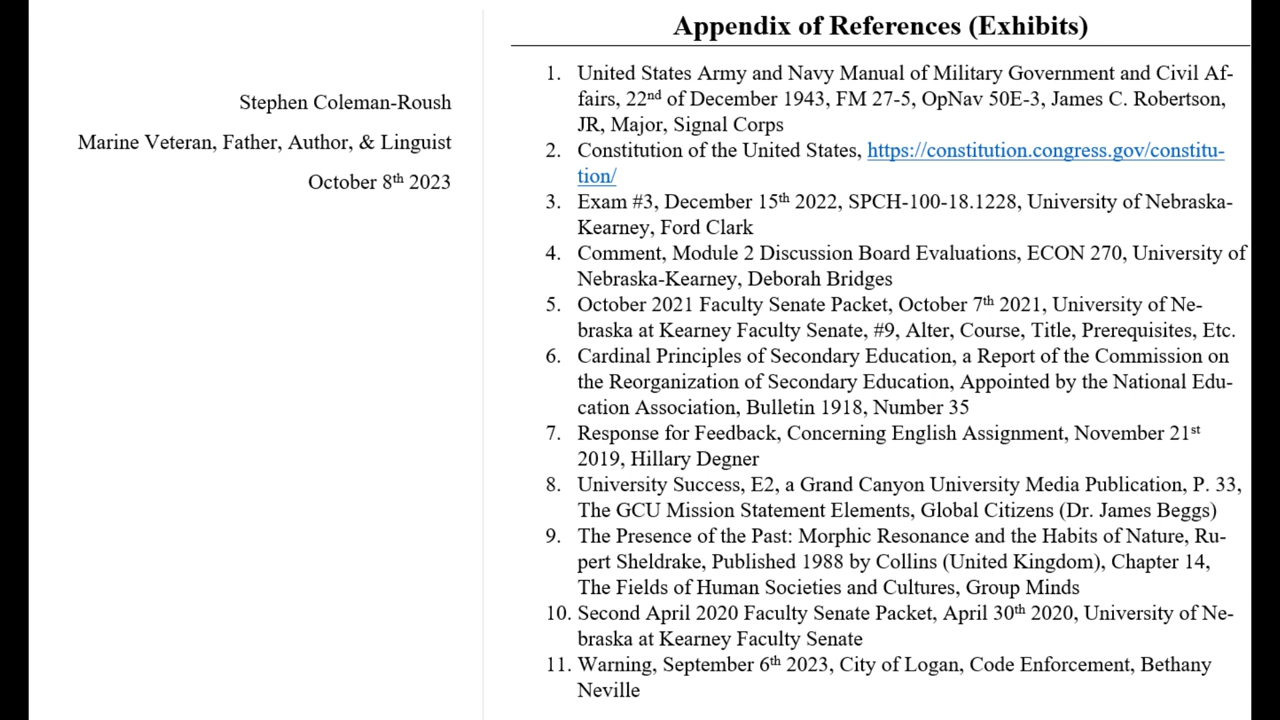 Stephen Coleman-Roush
Marine Veteran, Father, Author, & Linguist
October 8th 2023
Appendix of References (Exhibits)
1. United States Army and Navy Manual of Military Government and Civil Af-
fairs, 22nd of December 1943, FM 27-5, OpNav 50E-3, James C. Robertson,
JR, Major, Signal Corps
2. Constitution of the United States, https://constitution.congress.gov/constitu-
tion/
3. Exam #3, December 15th 2022, SPCH-100-18.1228, University of Nebraska-
Kearney, Ford Clark
4. Comment, Module 2 Discussion Board Evaluations, ECON 270, University of
Nebraska-Kearney, Deborah Bridges
5. October 2021 Faculty Senate Packet, October 7th 2021, University of Ne-
braska at Kearney Faculty Senate, #9, Alter, Course, Title, Prerequisites, Etc.
6. Cardinal Principles of Secondary Education, a Report of the Commission on
the Reorganization of Secondary Education, Appointed by the National Edu-
cation Association, Bulletin 1918, Number 35
7. Response for Feedback, Concerning English Assignment, November 21st
2019, Hillary Degner
8. University Success, E2, a Grand Canyon University Media Publication, P. 33,
The GCU Mission Statement Elements, Global Citizens (Dr. James Beggs)
9. The Presence of the Past: Morphic Resonance and the Habits of Nature, Ru-
pert Sheldrake, Published 1988 by Collins (United Kingdom), Chapter 14,
The Fields of Human Societies and Cultures, Group Minds
10. Second April 2020 Faculty Senate Packet, April 30th 2020, University of Ne-
braska at Kearney Faculty Senate
11. Warning, September 6th 2023, City of Logan, Code Enforcement, Bethany
Neville